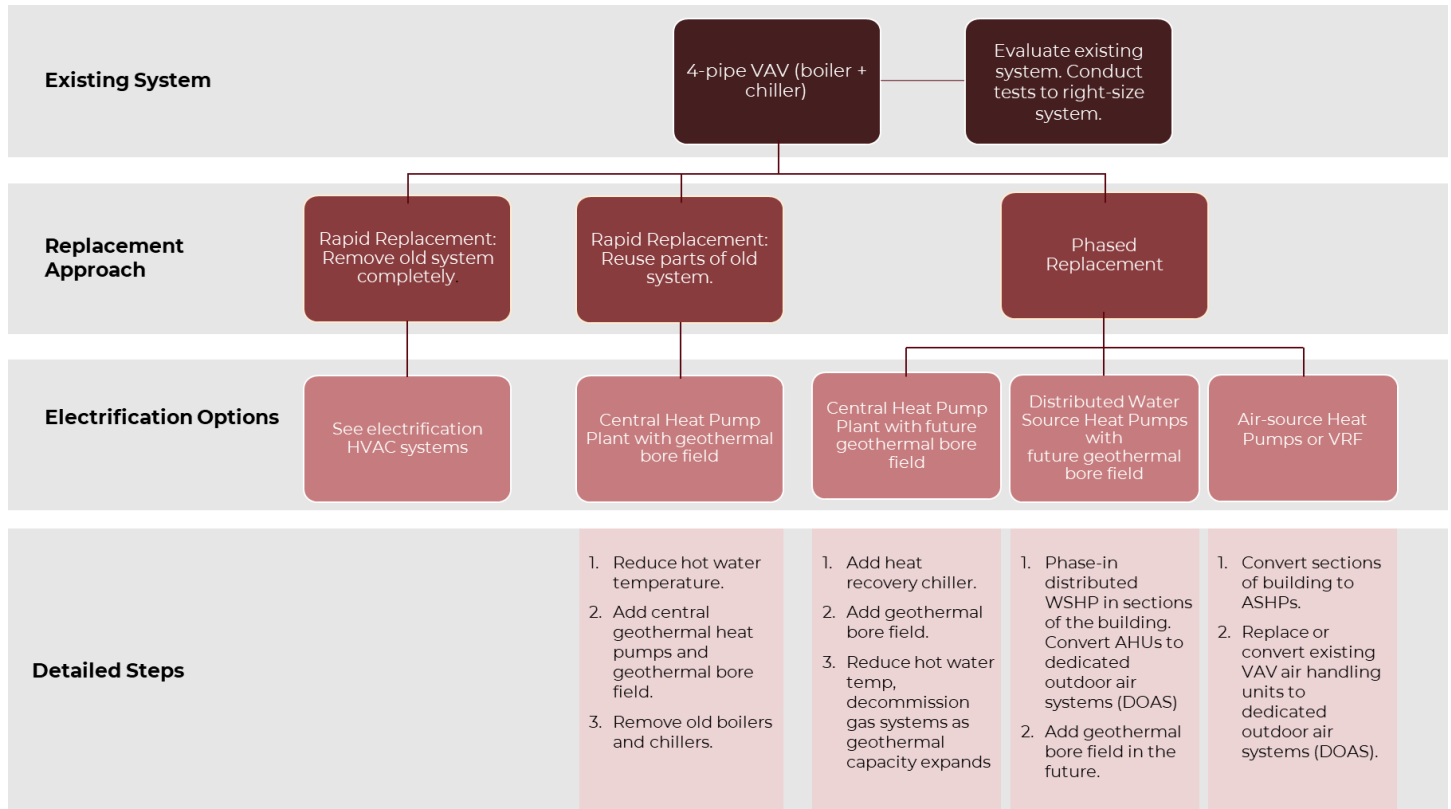 Existing System
4-pipe VAV (boiler +
chiller)
Evaluate existing
system. Conduct
tests to right-size
system.
Replacement
Approach
Rapid Replacement:
Remove old system
completely.
Rapid Replacement:
Reuse parts of old
system.
Phased
Replacement
Electrification Options
See electrification
HVAC systems
Central Heat Pump
Plant with geothermal
bore field
Central Heat Pump
Plant with future
geothermal bore
field
Distributed Water
Source Heat Pumps
with
future geothermal
bore field
Air-source Heat
Pumps or VRF
Detailed Steps
1. Reduce hot water
temperature.
2. Add central
geothermal heat
pumps and
geothermal bore
field.
3. Remove old boilers
and chillers.
1. Add heat
recovery chiller.
2. Add geothermal
bore field.
3. Reduce hot water
temp,
decommission
gas systems as
geothermal
capacity expands
1. Phase-in
distributed
WSHP in sections
of the building.
Convert AHUs to
dedicated
outdoor air
systems (DOAS)
2. Add geothermal
bore field in the
future.
1. Convert sections
of building to
ASHPs.
2. Replace or
convert existing
VAV air handling
units to
dedicated
outdoor air
systems (DOAS).